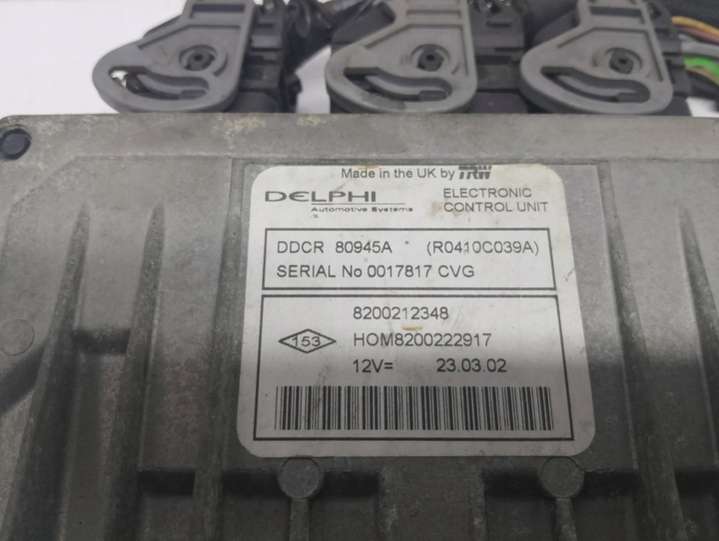 Made in the UK by TRW
DELPHI
Automotive Systems
ELECTRONIC
CONTROL UNIT
DDCR 80945A (R0410C039A)
SERIAL No 0017817 CVG
8200212348
153 HOM8200222917
12V= 23.03.02